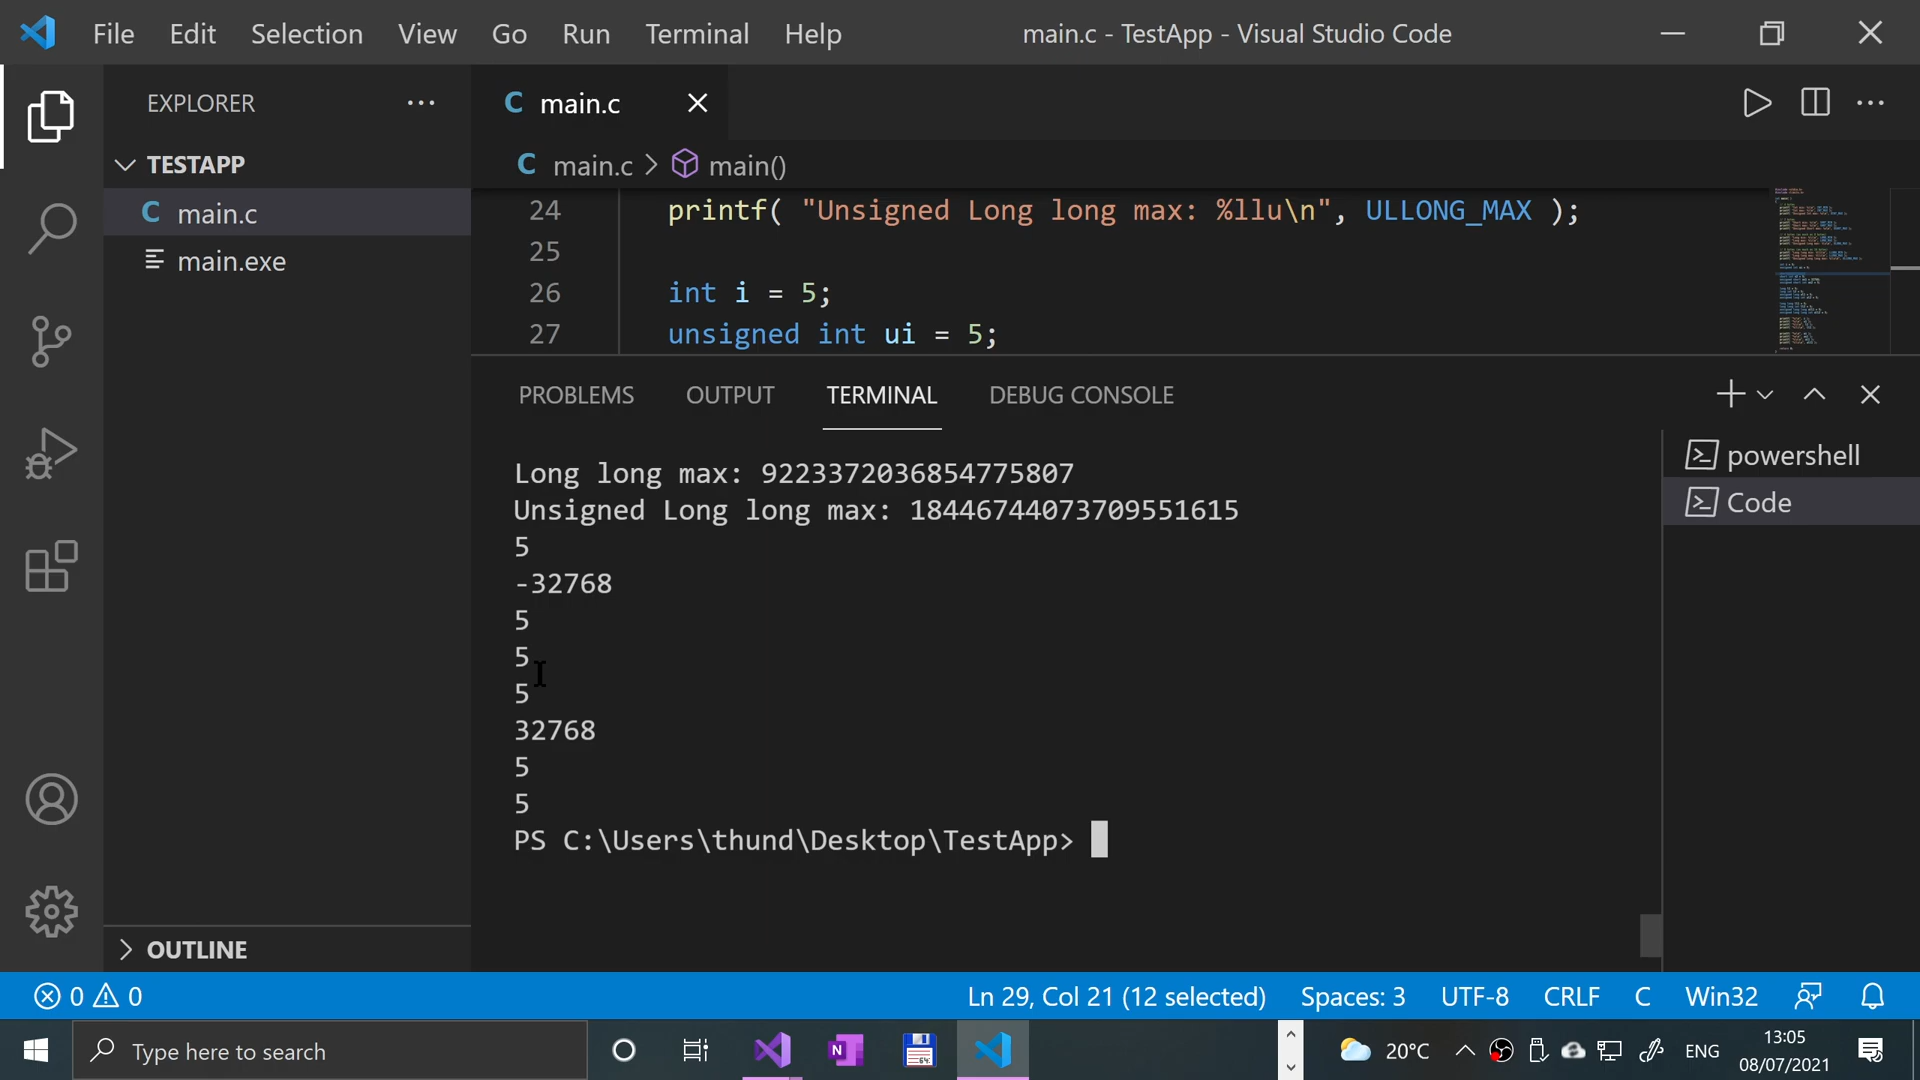 File Edit Selection View Go Run Terminal Help
main.c - TestApp - Visual Studio Code
EXPLORER
TESTAPP
main.c
main.exe
OUTLINE
main.c
main.c main()
24 printf( "Unsigned Long long max: %llu\n", ULLONG_MAX );
25
26 int i = 5;
27 unsigned int ui = 5;
PROBLEMS OUTPUT TERMINAL DEBUG CONSOLE
Long long max: 9223372036854775807
Unsigned Long long max: 18446744073709551615
5
-32768
5
5
5
32768
5
5
PS C:\Users\thund\Desktop\TestApp>
powershell
Code
0 0
Ln 29, Col 21 (12 selected) Spaces: 3 UTF-8 CRLF C Win32
Type here to search
20°C
ENG
13:05
08/07/2021